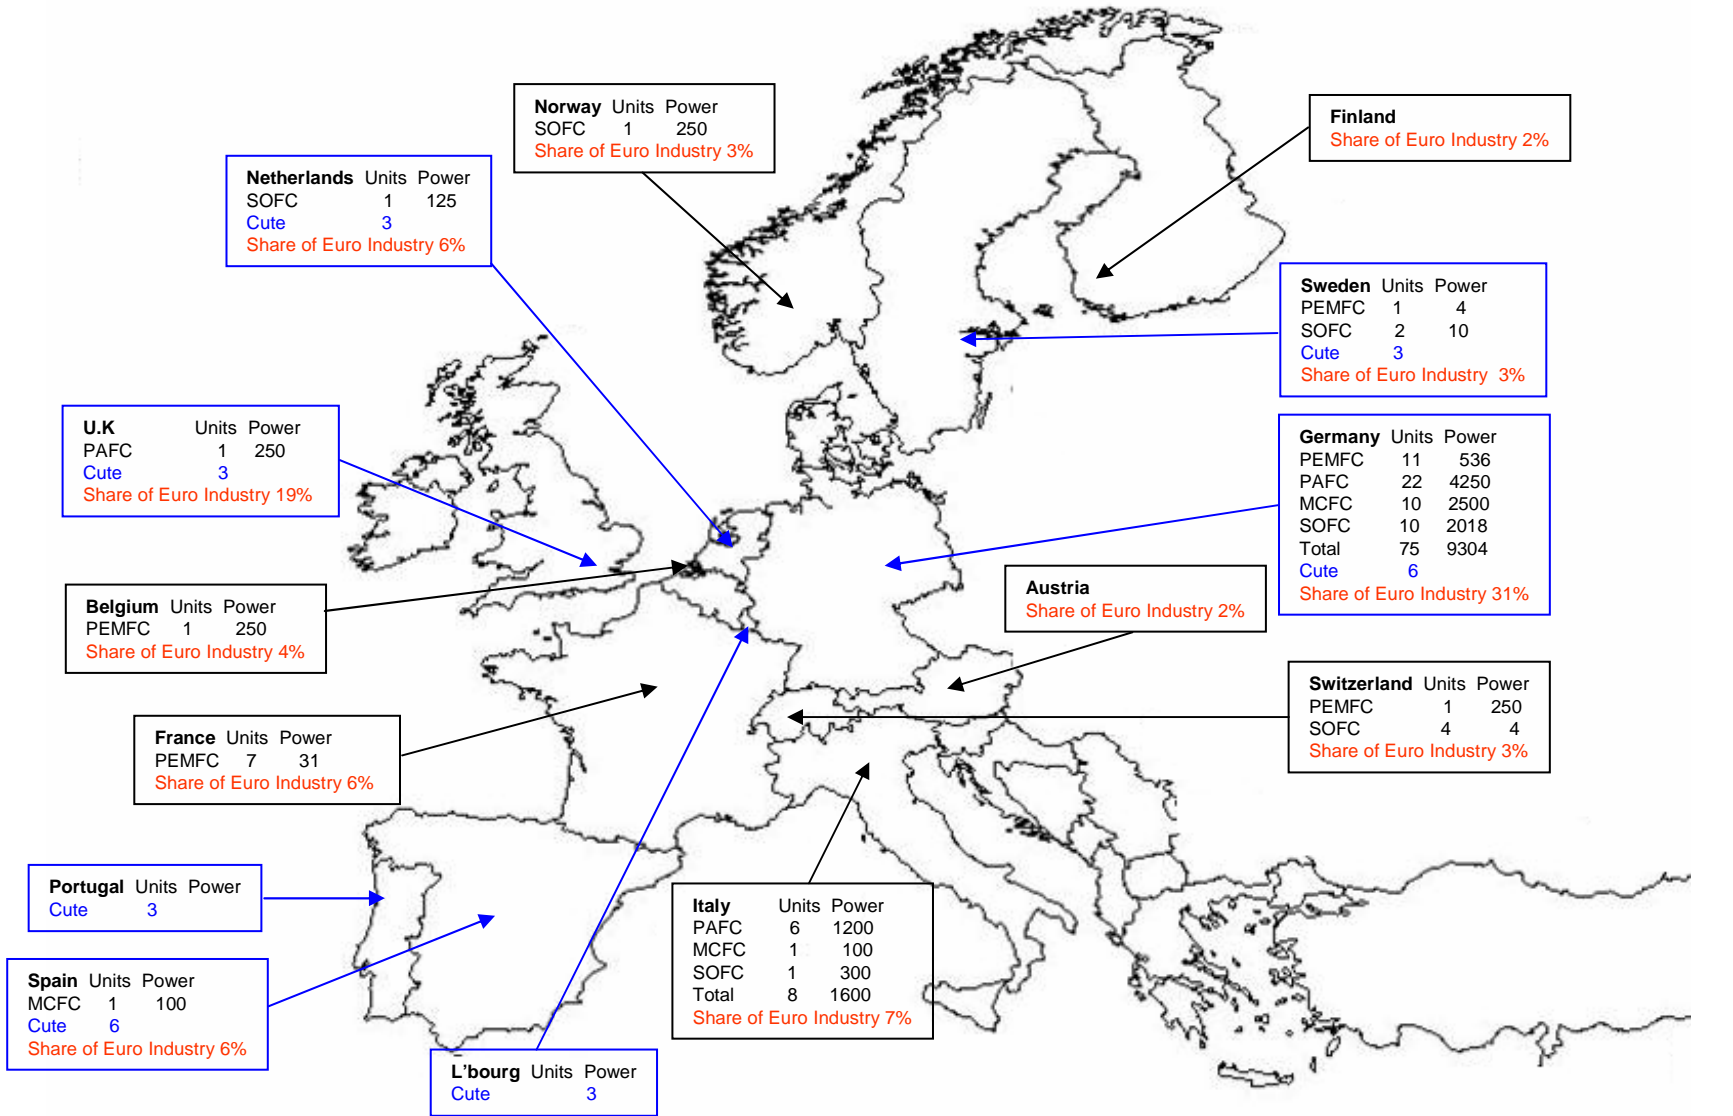 Norway Units Power
SOFC 1 250
Share of Euro Industry 3%
Finland
Share of Euro Industry 2%
Netherlands Units Power
SOFC 1 125
Cute 3
Share of Euro Industry 6%
Sweden Units Power
PEMFC 1 4
SOFC 2 10
Cute 3
Share of Euro Industry 3%
U.K Units Power
PAFC 1 250
Cute 3
Share of Euro Industry 19%
Germany Units Power
PEMFC 11 536
PAFC 22 4250
MCFC 10 2500
SOFC 10 2018
Total 75 9304
Cute 6
Share of Euro Industry 31%
Belgium Units Power
PEMFC 1 250
Share of Euro Industry 4%
Austria
Share of Euro Industry 2%
Switzerland Units Power
PEMFC 1 250
SOFC 4 4
Share of Euro Industry 3%
France Units Power
PEMFC 7 31
Share of Euro Industry 6%
Portugal Units Power
Cute 3
Italy Units Power
PAFC 6 1200
MCFC 1 100
SOFC 1 300
Total 8 1600
Share of Euro Industry 7%
Spain Units Power
MCFC 1 100
Cute 6
Share of Euro Industry 6%
L'bourg Units Power
Cute 3